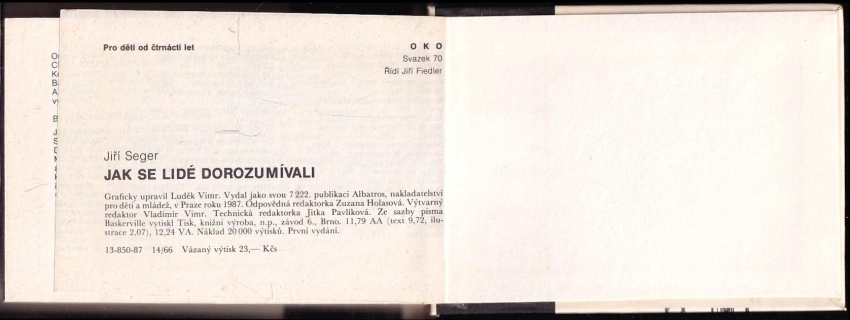 Pro děti od čtrnácti let
O K O
Svazek 70
Řídí Jiří Fiedler
Jiří Seger
JAK SE LIDÉ DOROZUMÍVALI
Graficky upravil Luděk Vimr. Vydal jako svou 7 222. publikaci Albatros, nakladatelství
pro děti a mládež, v Praze roku 1987. Odpovědná redaktorka Zuzana Holasová. Výtvarný
redaktor Vladimír Vimr. Technická redaktorka Jitka Pavlíková. Ze sazby písma
Baskerville vytiskl Tisk, knižní výroba, n.p., závod 6., Brno. 11,79 AA (text 9,72, ilu-
strace 2,07), 12,24 VA. Náklad 20 000 výtisků. První vydání.
13-850-87 14/66 Vázaný výtisk 23,— Kčs